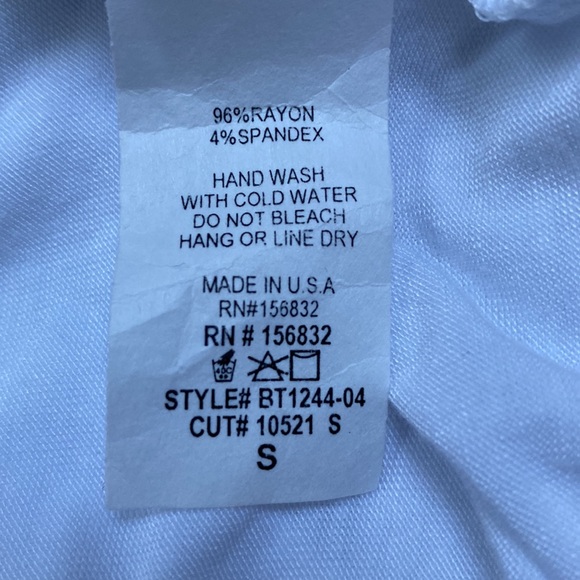 96%RAYON
4%SPANDEX
HAND WASH
WITH COLD WATER
DO NOT BLEACH
HANG OR LINE DRY
MADE IN U.S.A
RN#156832
RN # 156832
STYLE# BT1244-04
CUT# 10521 S
S